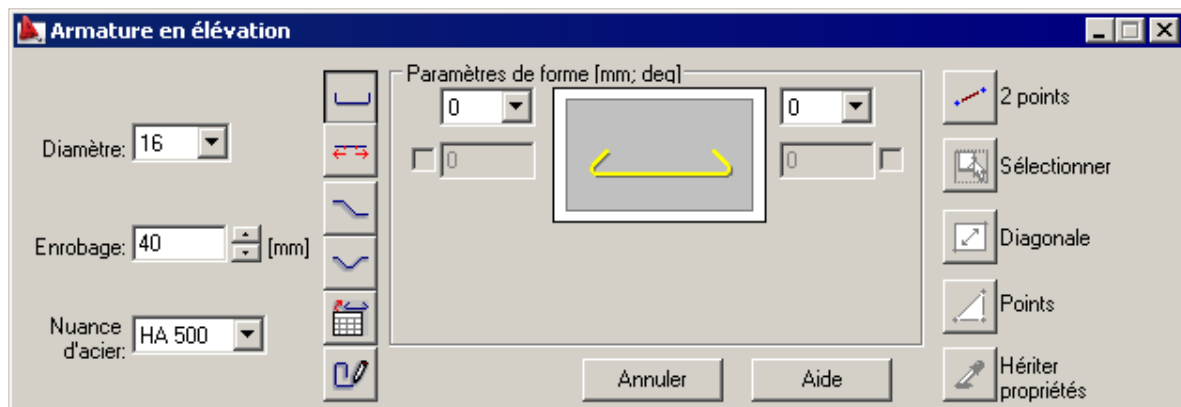 Armature en élévation
Paramètres de forme [mm; deg]
Diamètre: 16
Enrobage: 40 [mm]
Nuance
d'acier: HA 500
0
0
0
0
2 points
Sélectionner
Diagonale
Points
Hériter
propriétés
Annuler
Aide